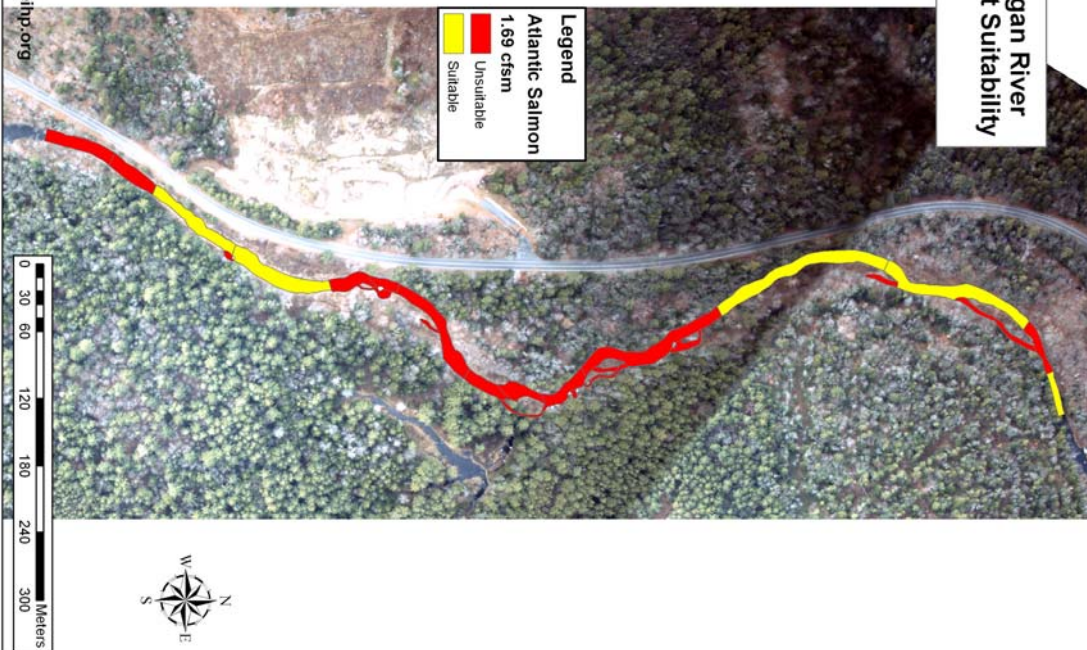 gan River
t Suitability
Legend
Atlantic Salmon
1.69 cfsm
Unsuitable
Suitable
ihp.org
0 30 60 120 180 240 300
Meters
N
W E
S